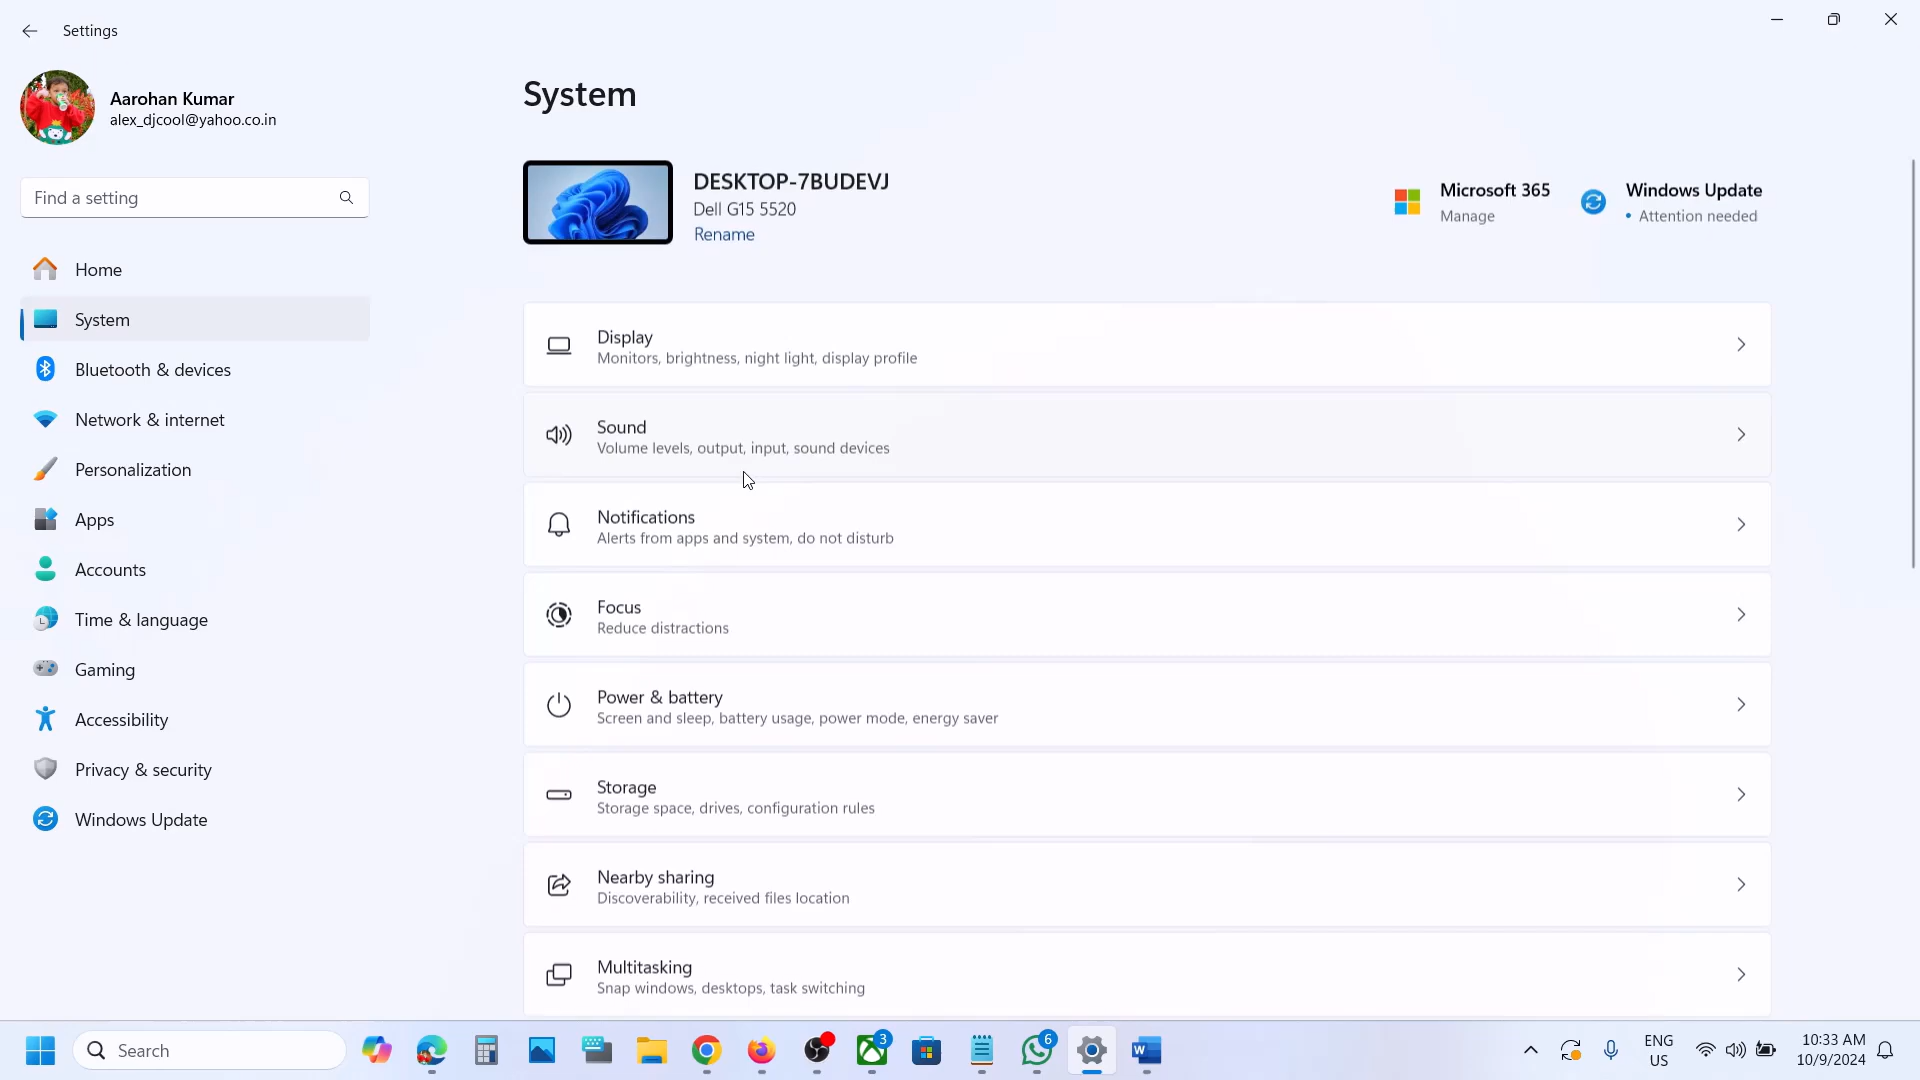 Settings
Aarohan Kumar
alex_djcool@yahoo.co.in
Find a setting
Home
System
Bluetooth & devices
Network & internet
Personalization
Apps
Accounts
Time & language
Gaming
Accessibility
Privacy & security
Windows Update
System
DESKTOP-7BUDEVJ
Dell G15 5520
Rename
Microsoft 365
Manage
Windows Update
• Attention needed
Display
Monitors, brightness, night light, display profile
Sound
Volume levels, output, input, sound devices
Notifications
Alerts from apps and system, do not disturb
Focus
Reduce distractions
Power & battery
Screen and sleep, battery usage, power mode, energy saver
Storage
Storage space, drives, configuration rules
Nearby sharing
Discoverability, received files location
Multitasking
Snap windows, desktops, task switching
Search
3
6
W
ENG
US
10:33 AM
10/9/2024